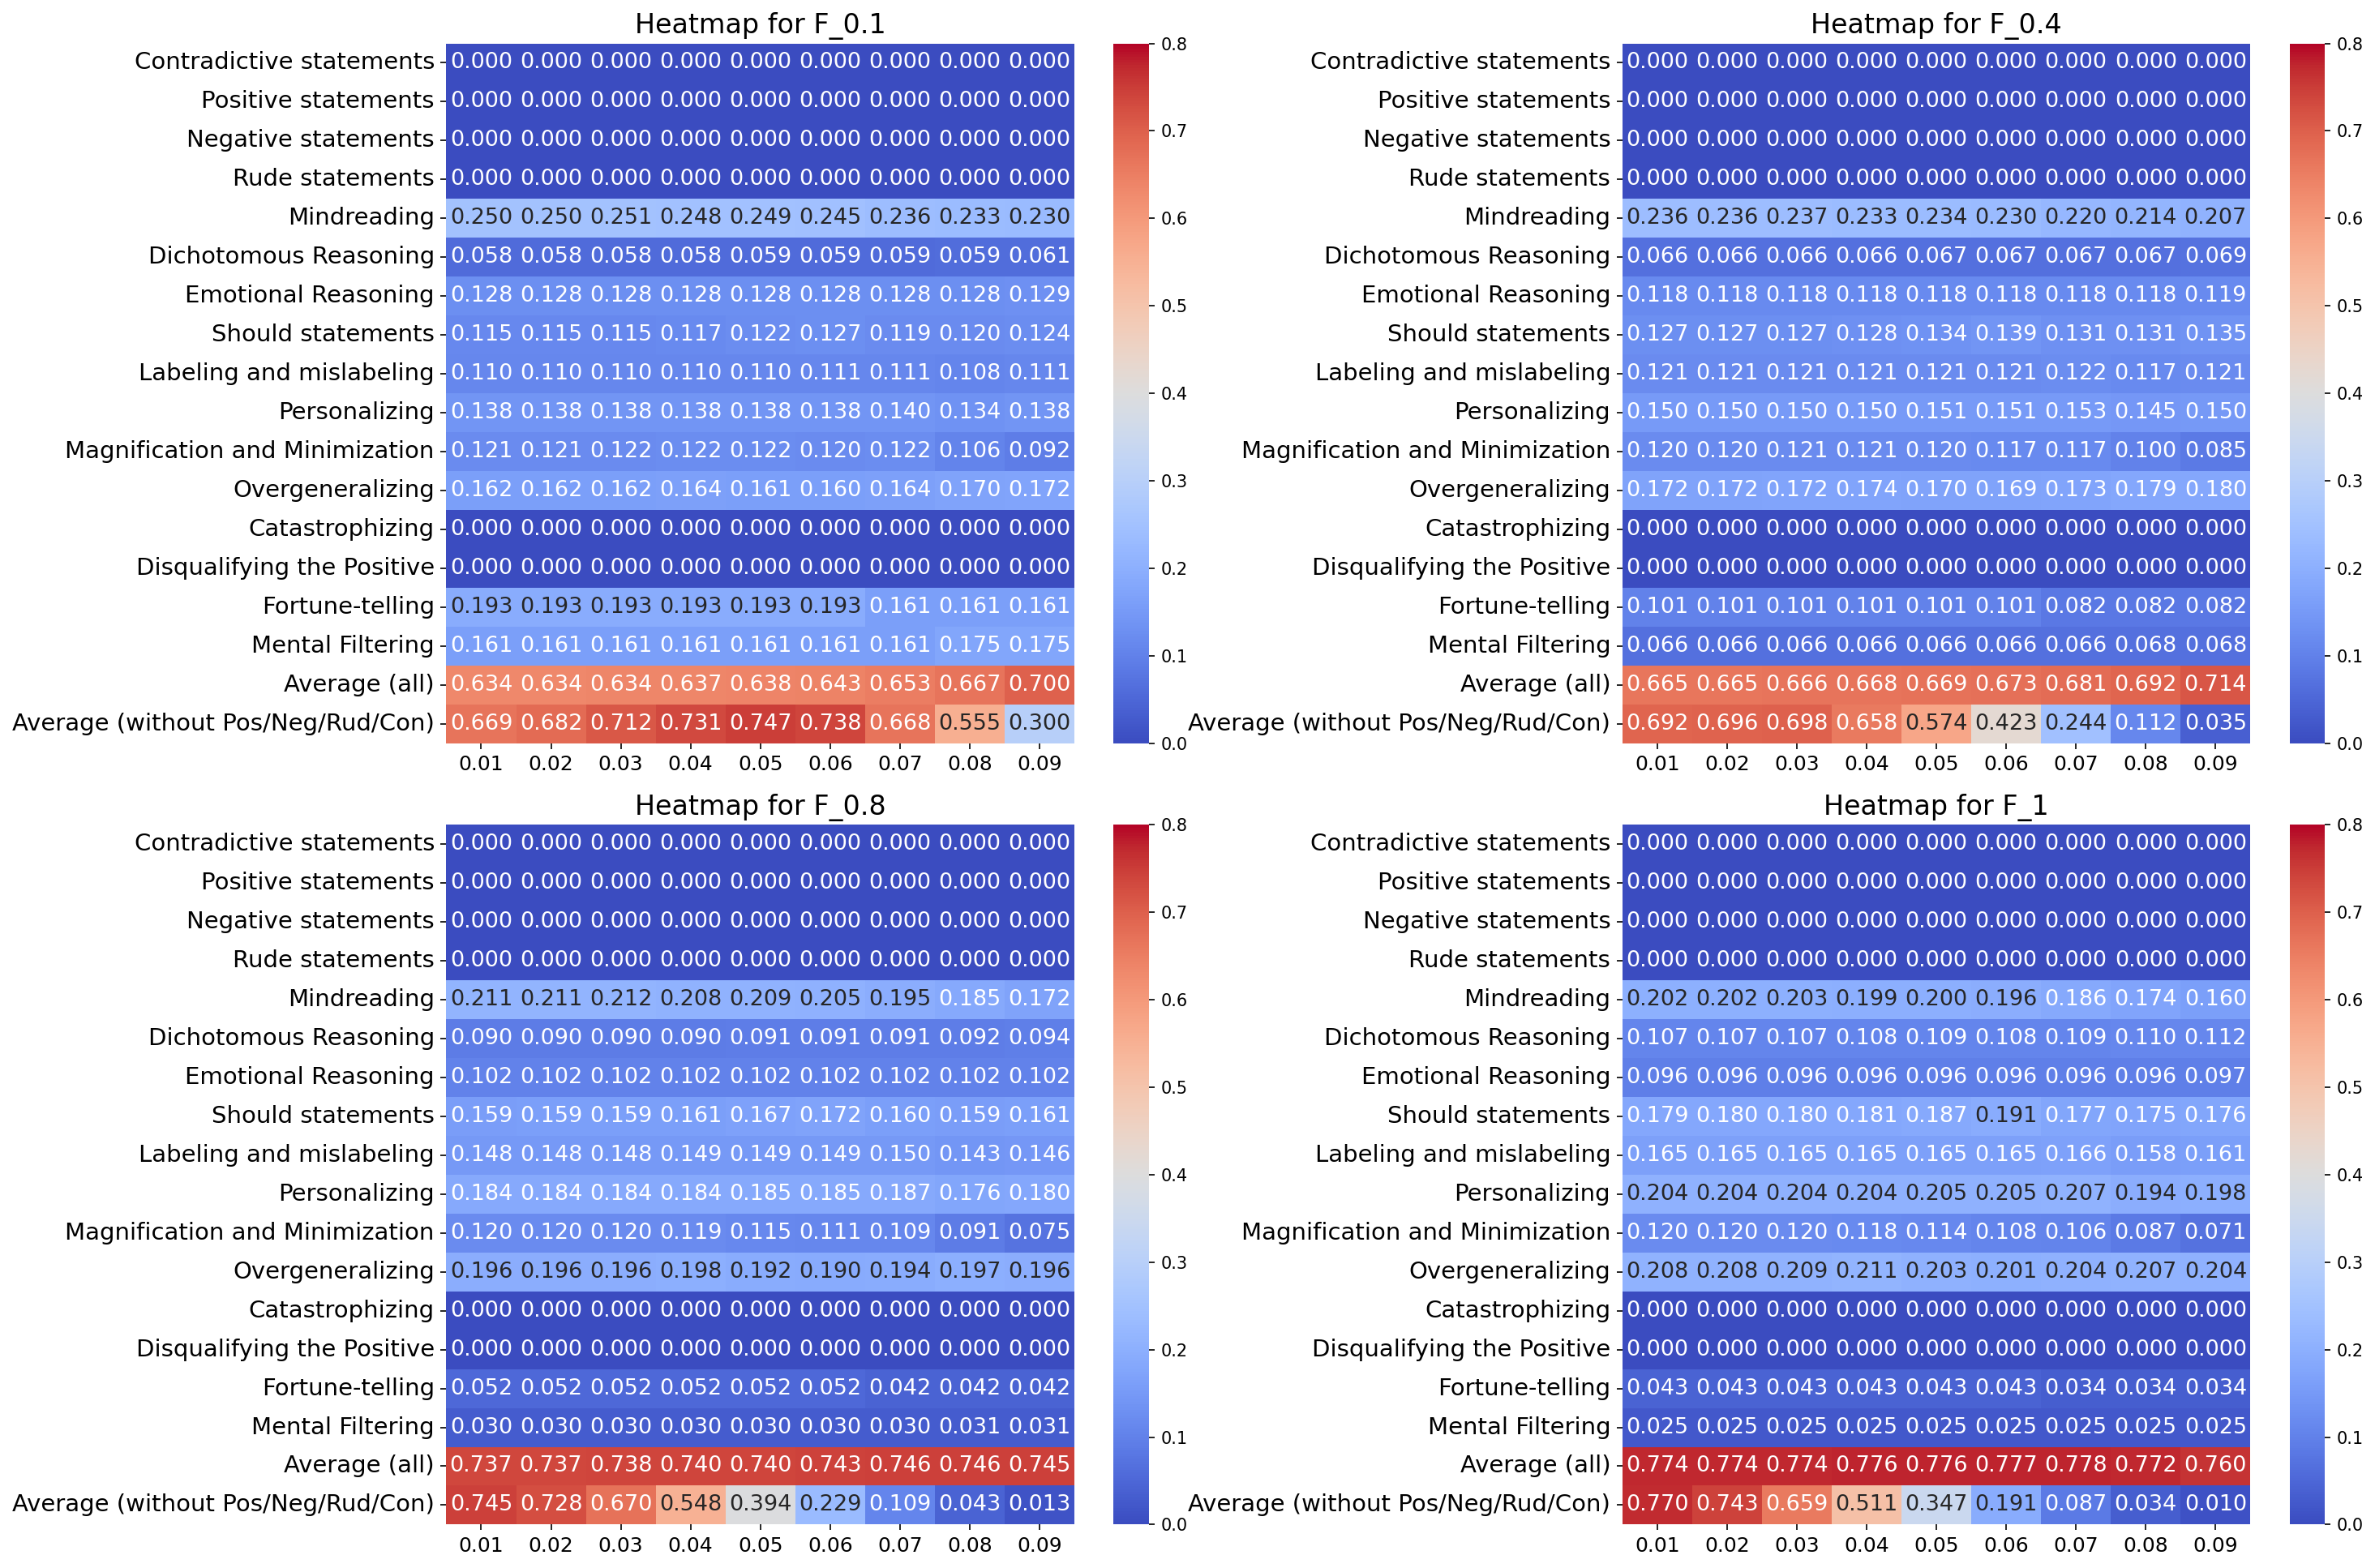 Heatmap for F_0.1
Contradictive statements 0.000 0.000 0.000 0.000 0.000 0.000 0.000 0.000 0.000
Positive statements 0.000 0.000 0.000 0.000 0.000 0.000 0.000 0.000 0.000
Negative statements 0.000 0.000 0.000 0.000 0.000 0.000 0.000 0.000 0.000
Rude statements 0.000 0.000 0.000 0.000 0.000 0.000 0.000 0.000 0.000
Mindreading 0.250 0.250 0.251 0.248 0.249 0.245 0.236 0.233 0.230
Dichotomous Reasoning 0.058 0.058 0.058 0.058 0.059 0.059 0.059 0.059 0.061
Emotional Reasoning 0.128 0.128 0.128 0.128 0.128 0.128 0.128 0.128 0.129
Should statements 0.115 0.115 0.115 0.117 0.122 0.127 0.119 0.120 0.124
Labeling and mislabeling 0.110 0.110 0.110 0.110 0.110 0.111 0.111 0.108 0.111
Personalizing 0.138 0.138 0.138 0.138 0.138 0.138 0.140 0.134 0.138
Magnification and Minimization 0.121 0.121 0.122 0.122 0.122 0.120 0.122 0.106 0.092
Overgeneralizing 0.162 0.162 0.162 0.164 0.161 0.160 0.164 0.170 0.172
Catastrophizing 0.000 0.000 0.000 0.000 0.000 0.000 0.000 0.000 0.000
Disqualifying the Positive 0.000 0.000 0.000 0.000 0.000 0.000 0.000 0.000 0.000
Fortune-telling 0.193 0.193 0.193 0.193 0.193 0.193 0.161 0.161 0.161
Mental Filtering 0.161 0.161 0.161 0.161 0.161 0.161 0.161 0.175 0.175
Average (all) 0.634 0.634 0.634 0.637 0.638 0.643 0.653 0.667 0.700
Average (without Pos/Neg/Rud/Con) 0.669 0.682 0.712 0.731 0.747 0.738 0.668 0.555 0.300
0.01 0.02 0.03 0.04 0.05 0.06 0.07 0.08 0.09
0.8
0.7
0.6
0.5
0.4
0.3
0.2
0.1
0.0
Heatmap for F_0.4
Contradictive statements 0.000 0.000 0.000 0.000 0.000 0.000 0.000 0.000 0.000
Positive statements 0.000 0.000 0.000 0.000 0.000 0.000 0.000 0.000 0.000
Negative statements 0.000 0.000 0.000 0.000 0.000 0.000 0.000 0.000 0.000
Rude statements 0.000 0.000 0.000 0.000 0.000 0.000 0.000 0.000 0.000
Mindreading 0.236 0.236 0.237 0.233 0.234 0.230 0.220 0.214 0.207
Dichotomous Reasoning 0.066 0.066 0.066 0.066 0.067 0.067 0.067 0.067 0.069
Emotional Reasoning 0.118 0.118 0.118 0.118 0.118 0.118 0.118 0.118 0.119
Should statements 0.127 0.127 0.127 0.128 0.134 0.139 0.131 0.131 0.135
Labeling and mislabeling 0.121 0.121 0.121 0.121 0.121 0.121 0.122 0.117 0.121
Personalizing 0.150 0.150 0.150 0.150 0.151 0.151 0.153 0.145 0.150
Magnification and Minimization 0.120 0.120 0.121 0.121 0.120 0.117 0.117 0.100 0.085
Overgeneralizing 0.172 0.172 0.172 0.174 0.170 0.169 0.173 0.179 0.180
Catastrophizing 0.000 0.000 0.000 0.000 0.000 0.000 0.000 0.000 0.000
Disqualifying the Positive 0.000 0.000 0.000 0.000 0.000 0.000 0.000 0.000 0.000
Fortune-telling 0.101 0.101 0.101 0.101 0.101 0.101 0.082 0.082 0.082
Mental Filtering 0.066 0.066 0.066 0.066 0.066 0.066 0.066 0.068 0.068
Average (all) 0.665 0.665 0.666 0.668 0.669 0.673 0.681 0.692 0.714
Average (without Pos/Neg/Rud/Con) 0.692 0.696 0.698 0.658 0.574 0.423 0.244 0.112 0.035
0.01 0.02 0.03 0.04 0.05 0.06 0.07 0.08 0.09
0.8
0.7
0.6
0.5
0.4
0.3
0.2
0.1
0.0
Heatmap for F_0.8
Contradictive statements 0.000 0.000 0.000 0.000 0.000 0.000 0.000 0.000 0.000
Positive statements 0.000 0.000 0.000 0.000 0.000 0.000 0.000 0.000 0.000
Negative statements 0.000 0.000 0.000 0.000 0.000 0.000 0.000 0.000 0.000
Rude statements 0.000 0.000 0.000 0.000 0.000 0.000 0.000 0.000 0.000
Mindreading 0.211 0.211 0.212 0.208 0.209 0.205 0.195 0.185 0.172
Dichotomous Reasoning 0.090 0.090 0.090 0.090 0.091 0.091 0.091 0.092 0.094
Emotional Reasoning 0.102 0.102 0.102 0.102 0.102 0.102 0.102 0.102 0.102
Should statements 0.159 0.159 0.159 0.161 0.167 0.172 0.160 0.159 0.161
Labeling and mislabeling 0.148 0.148 0.148 0.149 0.149 0.149 0.150 0.143 0.146
Personalizing 0.184 0.184 0.184 0.184 0.185 0.185 0.187 0.176 0.180
Magnification and Minimization 0.120 0.120 0.120 0.119 0.115 0.111 0.109 0.091 0.075
Overgeneralizing 0.196 0.196 0.196 0.198 0.192 0.190 0.194 0.197 0.196
Catastrophizing 0.000 0.000 0.000 0.000 0.000 0.000 0.000 0.000 0.000
Disqualifying the Positive 0.000 0.000 0.000 0.000 0.000 0.000 0.000 0.000 0.000
Fortune-telling 0.052 0.052 0.052 0.052 0.052 0.052 0.042 0.042 0.042
Mental Filtering 0.030 0.030 0.030 0.030 0.030 0.030 0.030 0.031 0.031
Average (all) 0.737 0.737 0.738 0.740 0.740 0.743 0.746 0.746 0.745
Average (without Pos/Neg/Rud/Con) 0.745 0.728 0.670 0.548 0.394 0.229 0.109 0.043 0.013
0.01 0.02 0.03 0.04 0.05 0.06 0.07 0.08 0.09
0.8
0.7
0.6
0.5
0.4
0.3
0.2
0.1
0.0
Heatmap for F_1
Contradictive statements 0.000 0.000 0.000 0.000 0.000 0.000 0.000 0.000 0.000
Positive statements 0.000 0.000 0.000 0.000 0.000 0.000 0.000 0.000 0.000
Negative statements 0.000 0.000 0.000 0.000 0.000 0.000 0.000 0.000 0.000
Rude statements 0.000 0.000 0.000 0.000 0.000 0.000 0.000 0.000 0.000
Mindreading 0.202 0.202 0.203 0.199 0.200 0.196 0.186 0.174 0.160
Dichotomous Reasoning 0.107 0.107 0.107 0.108 0.109 0.108 0.109 0.110 0.112
Emotional Reasoning 0.096 0.096 0.096 0.096 0.096 0.096 0.096 0.096 0.097
Should statements 0.179 0.180 0.180 0.181 0.187 0.191 0.177 0.175 0.176
Labeling and mislabeling 0.165 0.165 0.165 0.165 0.165 0.165 0.166 0.158 0.161
Personalizing 0.204 0.204 0.204 0.204 0.205 0.205 0.207 0.194 0.198
Magnification and Minimization 0.120 0.120 0.120 0.118 0.114 0.108 0.106 0.087 0.071
Overgeneralizing 0.208 0.208 0.209 0.211 0.203 0.201 0.204 0.207 0.204
Catastrophizing 0.000 0.000 0.000 0.000 0.000 0.000 0.000 0.000 0.000
Disqualifying the Positive 0.000 0.000 0.000 0.000 0.000 0.000 0.000 0.000 0.000
Fortune-telling 0.043 0.043 0.043 0.043 0.043 0.043 0.034 0.034 0.034
Mental Filtering 0.025 0.025 0.025 0.025 0.025 0.025 0.025 0.025 0.025
Average (all) 0.774 0.774 0.774 0.776 0.776 0.777 0.778 0.772 0.760
Average (without Pos/Neg/Rud/Con) 0.770 0.743 0.659 0.511 0.347 0.191 0.087 0.034 0.010
0.01 0.02 0.03 0.04 0.05 0.06 0.07 0.08 0.09
0.8
0.7
0.6
0.5
0.4
0.3
0.2
0.1
0.0